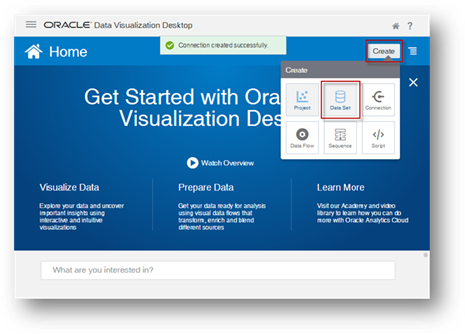 ORACLE Data Visualization Desktop
?
Home
Connection created successfully.
Create
Create
Project
Data Set
Connection
Data Flow
Sequence
Script
Get Started with Ora
Visualization Des
Watch Overview
Visualize Data
Explore your data and uncover
important insights using
interactive and intuitive
visualizations
Prepare Data
Get your data ready for analysis
using visual data flows that
transform, enrich and blend
different sources
Learn More
Visit our Academy and video
library to learn how you can do
more with Oracle Analytics Cloud
What are you interested in?